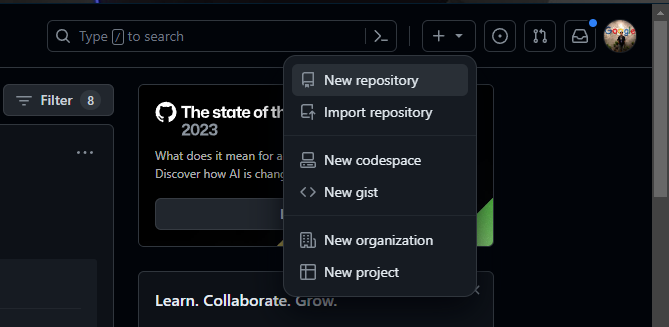 Type / to search
Filter 8
New repository
Import repository
New codespace
New gist
New organization
New project
The state of th
2023
What does it mean for a
Discover how AI is chang
Learn. Collaborate. Grow.